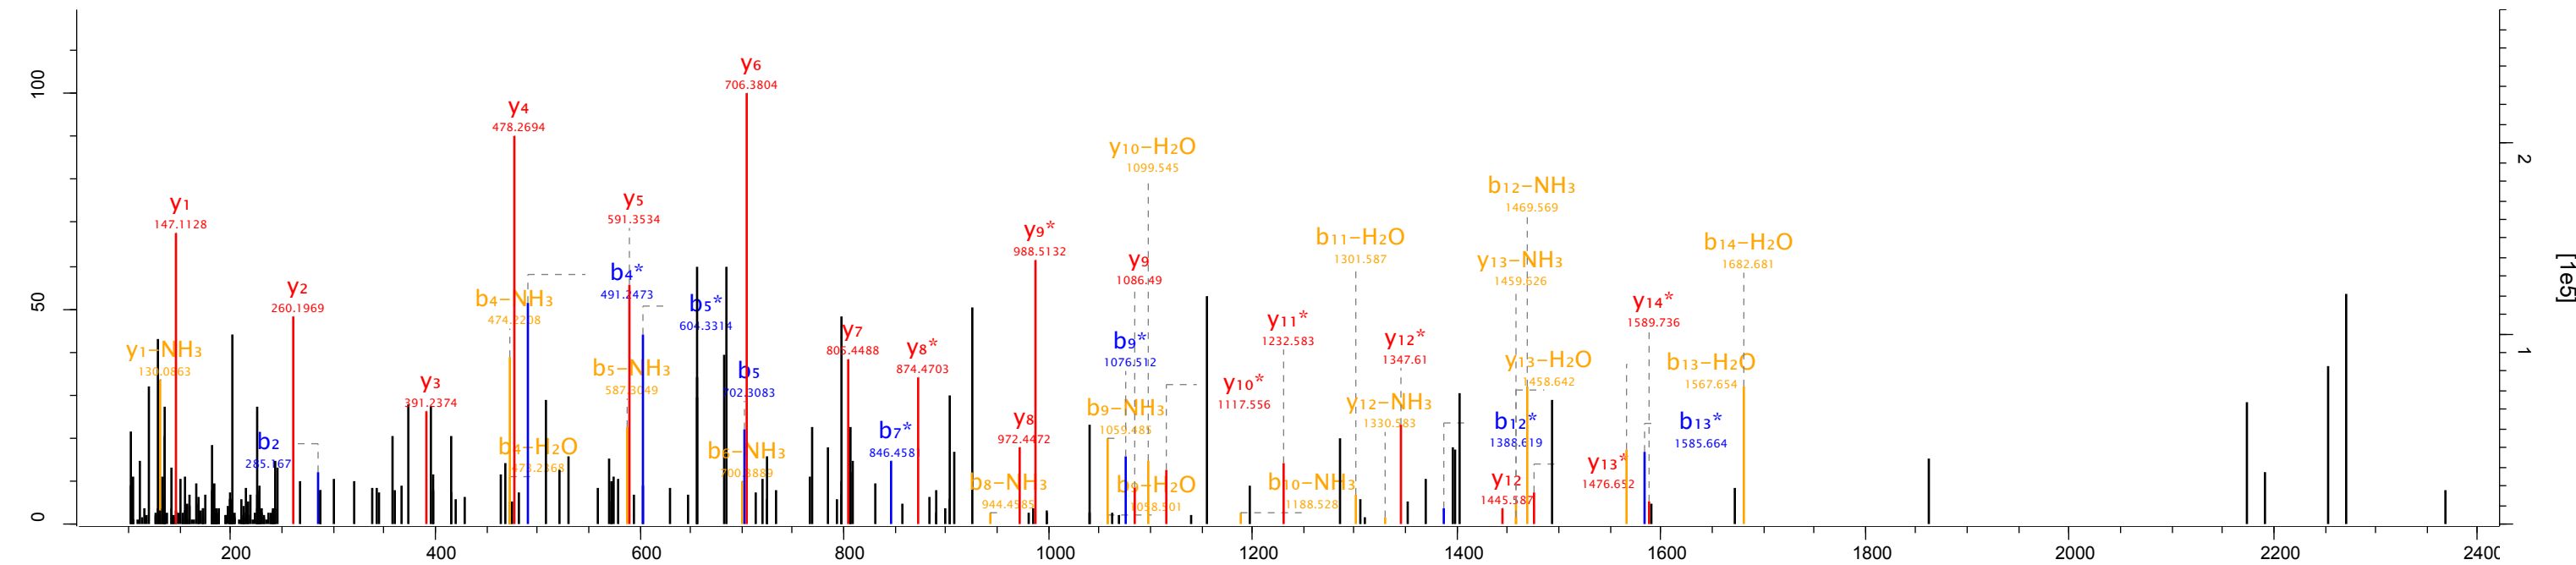 y6
706.3804
y4
478.2694
y10–H2O
1099.545
b12–NH3
1469.569
y1
147.1128
y5
591.3534
y9*
988.5132
b11–H2O
1301.587
b14–H2O
1682.681
y9
1086.49
y13–NH3
1459.626
b4*
491.2473
y2
260.1969
b4–NH3
474.2208
b5*
604.3314
y14*
1589.736
y11*
1232.583
y7
805.4488
y8*
874.4703
b9*
1076.512
y12*
1347.61
y1–NH3
130.0863
b5–NH3
587.3049
b5
702.3083
y13–H2O
1458.642
b13–H2O
1567.654
y3
391.2374
y10*
1117.556
b9–NH3
1059.485
y12–NH3
1330.583
b12*
1388.619
b13*
1585.664
b2
285.167
b4–H2O
473.2368
b6–NH3
700.3889
b7*
846.458
y8
972.4472
b8–NH3
944.4585
b9–H2O
1058.501
b10–NH3
1188.528
y12
1445.587
y13*
1476.652
0
50
100
200
400
600
800
1000
1200
1400
1600
1800
2000
2200
2400
1
2
[1e5]